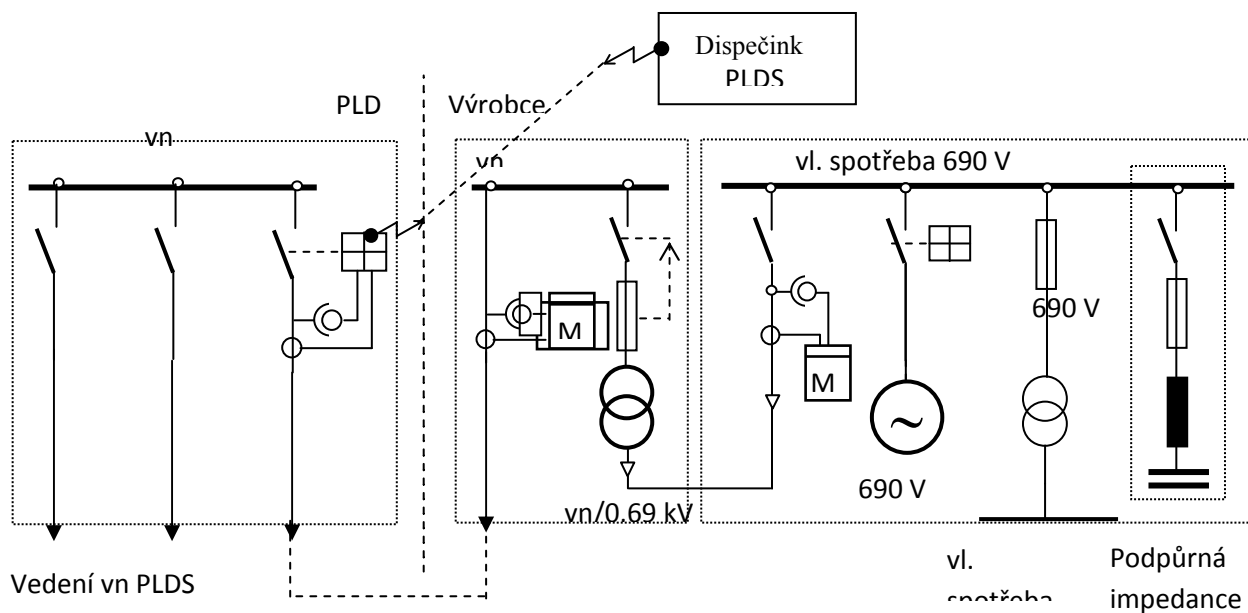 Dispečink
PLDS
PLD
Výrobce
vn
vn
vl. spotřeba 690 V
M
M
690 V
690 V
vn/0.69 kV
Vedení vn PLDS
vl.
spotřeba
Podpůrná
impedance